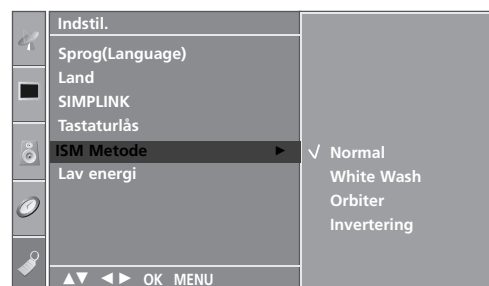 Indstil.
Sprog(Language)
Land
SIMPLINK
Tastaturlås
ISM Metode ►
Lav energi
√ Normal
White Wash
Orbiter
Invertering
▲▼ ◄► OK MENU